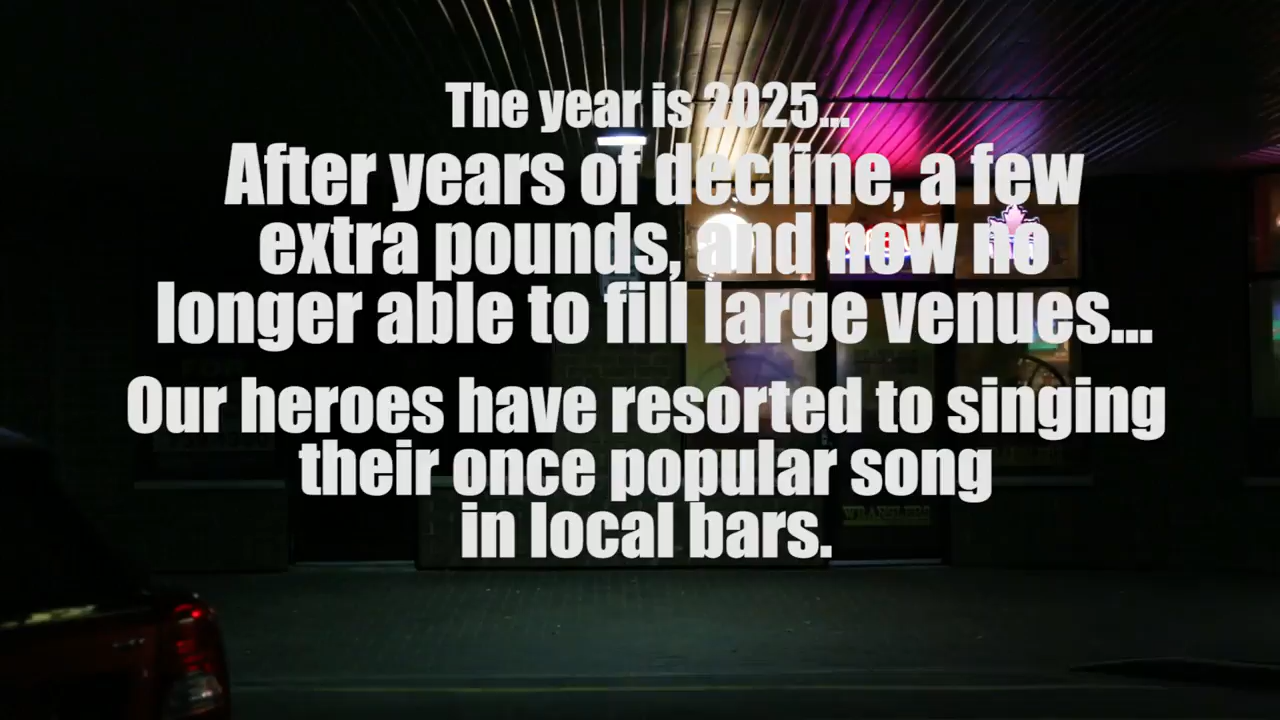 The year is 2025...
After years of decline, a few
extra pounds, and now no
longer able to fill large venues...
Our heroes have resorted to singing
their once popular song
in local bars.
WRANGLERS